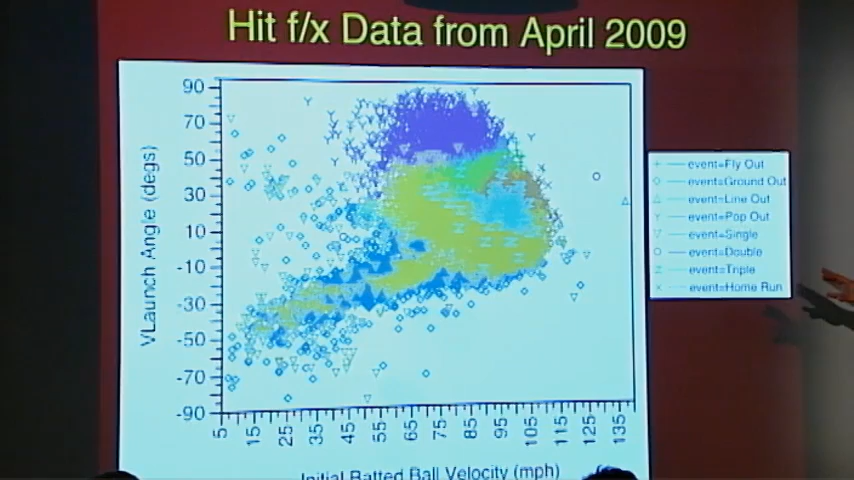 Hit f/x Data from April 2009
90
70
50
30
10
-10
-30
-50
-70
-90
VLaunch Angle (degs)
5 15 25 35 45 55 65 75 85 95 105 115 125 135
Initial Batted Ball Velocity (mph)
event=Fly Out
event=Ground Out
event=Line Out
event=Pop Out
event=Single
event=Double
event=Triple
event=Home Run